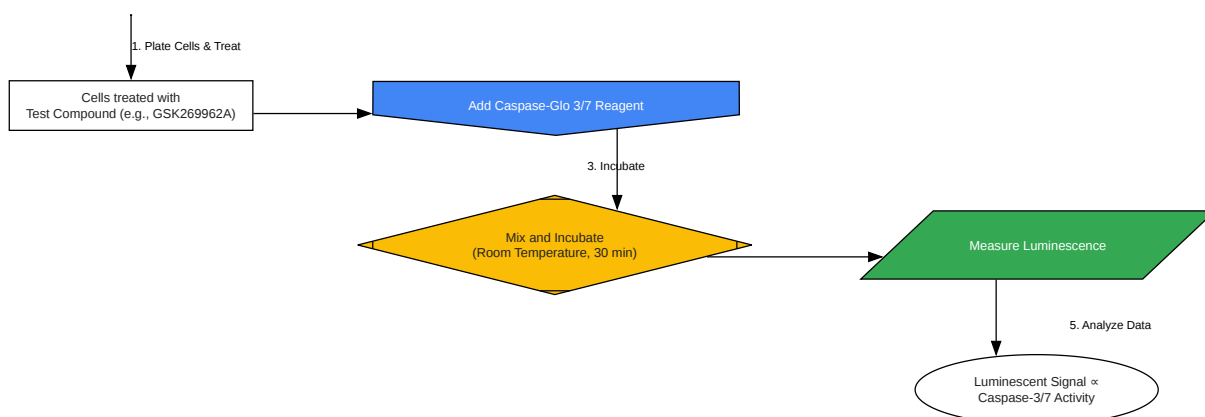 1. Plate Cells & Treat
Cells treated with
Test Compound (e.g., GSK269962A)
Add Caspase-Glo 3/7 Reagent
3. Incubate
Mix and Incubate
(Room Temperature, 30 min)
Measure Luminescence
5. Analyze Data
Luminescent Signal ∝
Caspase-3/7 Activity